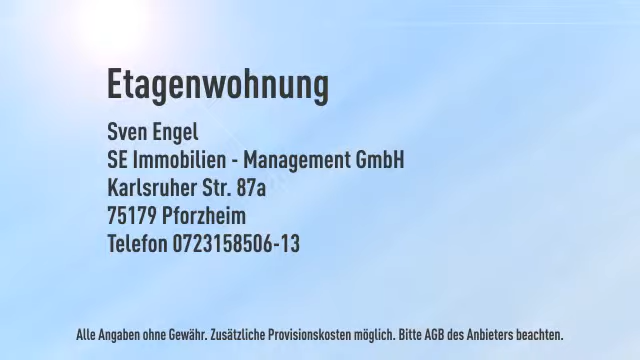 Etagenwohnung
Sven Engel
SE Immobilien - Management GmbH
Karlsruher Str. 87a
75179 Pforzheim
Telefon 0723158506-13
Alle Angaben ohne Gewähr. Zusätzliche Provisionskosten möglich. Bitte AGB des Anbieters beachten.